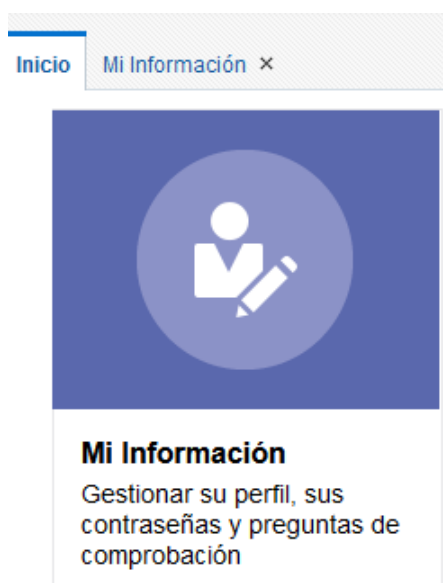 Inicio Mi Información ×
Mi Información
Gestionar su perfil, sus
contraseñas y preguntas de
comprobación